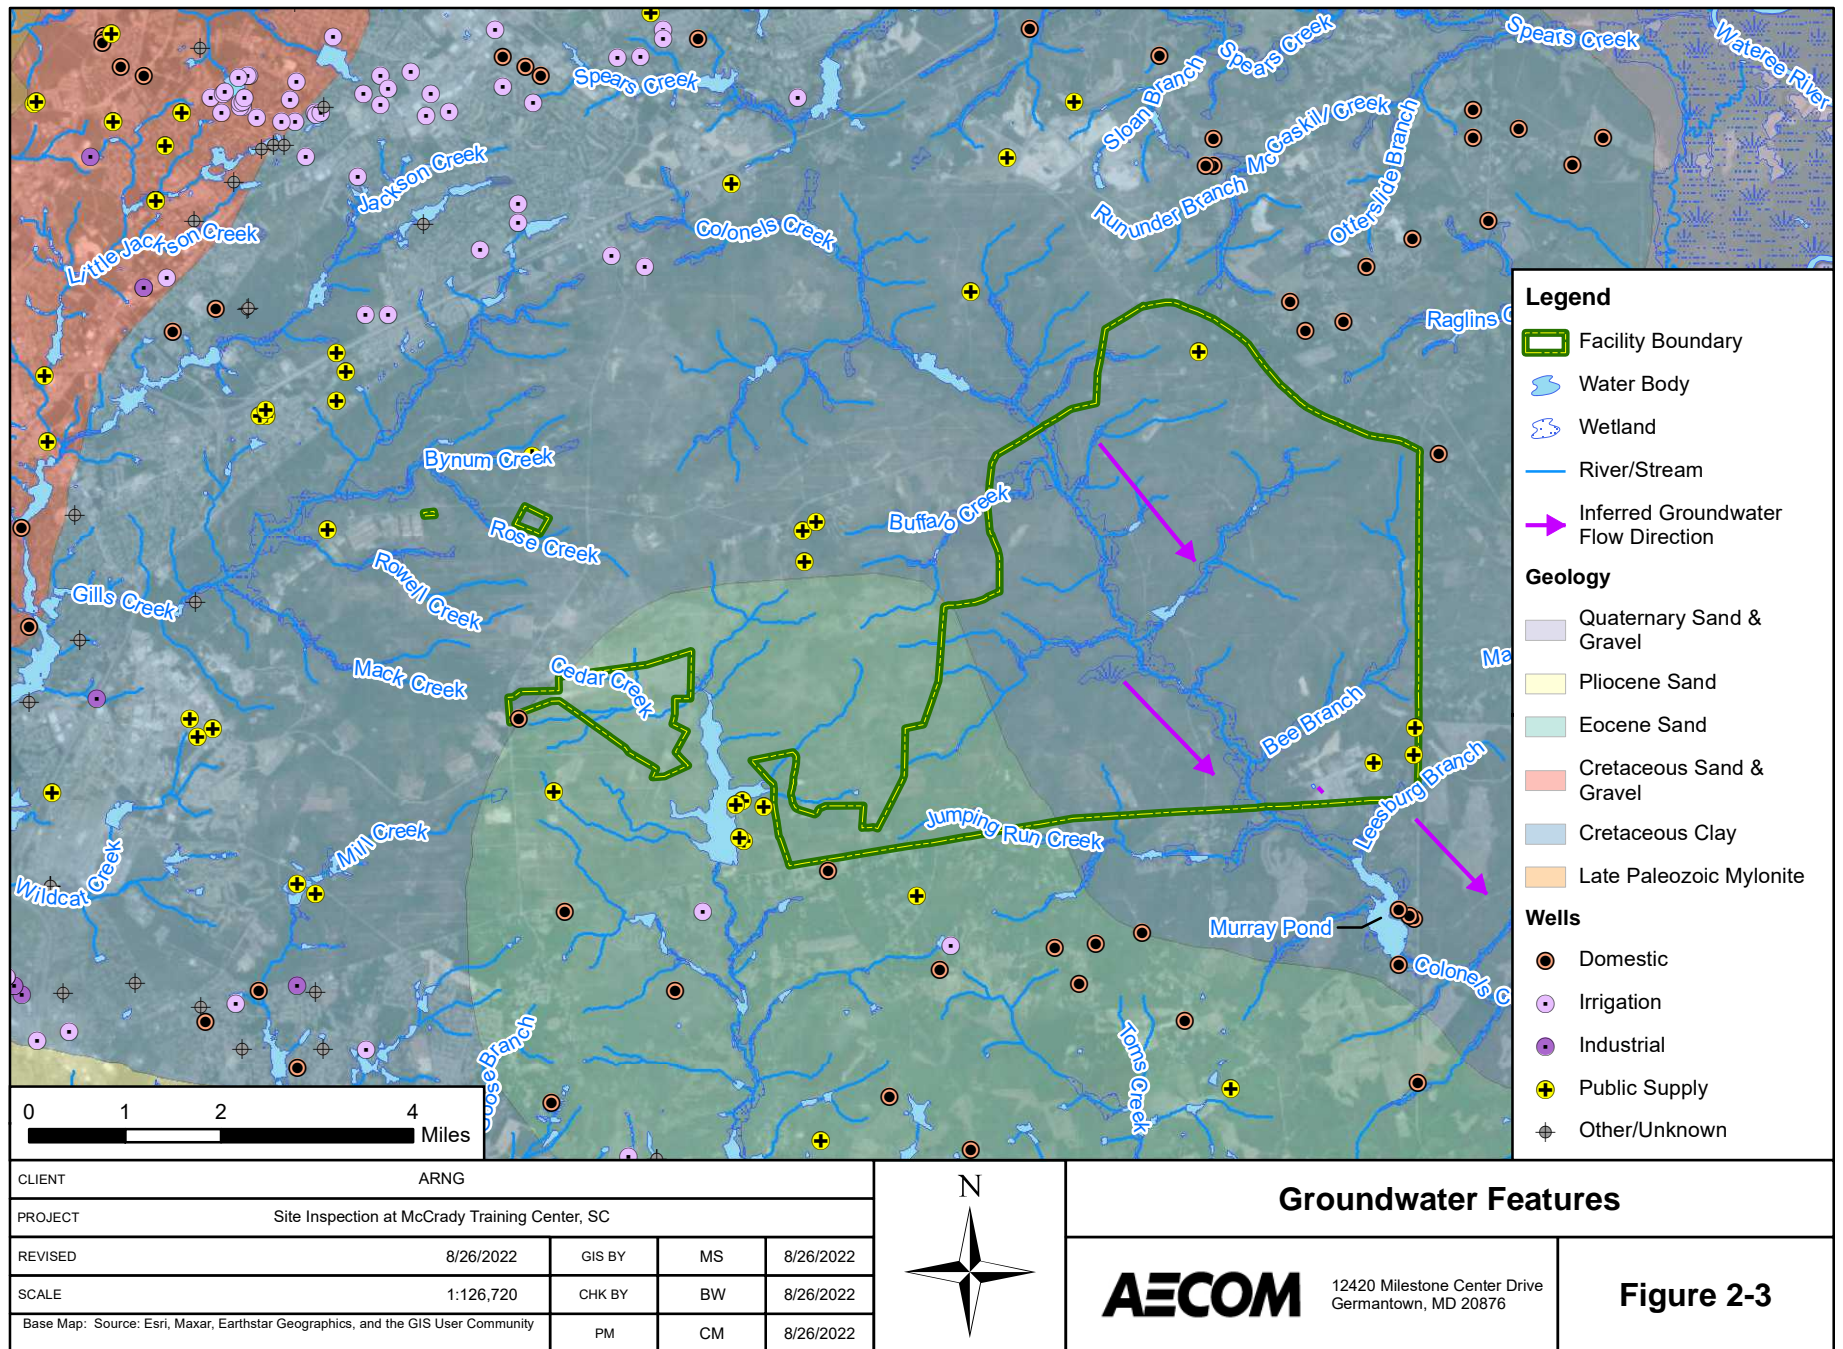 Spears Creek
Spears Creek
Spears Creek
Wateree River
Sloan Branch
McCaskill Creek
Jackson Creek
Otterslide Branch
Rununder Branch
Colonels Creek
Little Jackson Creek
Raglins C
Bynum Creek
Buffalo Creek
Rose Creek
Rowell Creek
Gills Creek
Mack Creek
Cedar Creek
Ma
Bee Branch
Leesburg Branch
Jumping Run Creek
Mill Creek
Wildcat Creek
Murray Pond
Colonels C
Toms Creek
oose Branch
Legend
Facility Boundary
Water Body
Wetland
River/Stream
Inferred Groundwater
Flow Direction
Geology
Quaternary Sand &
Gravel
Pliocene Sand
Eocene Sand
Cretaceous Sand &
Gravel
Cretaceous Clay
Late Paleozoic Mylonite
Wells
Domestic
Irrigation
Industrial
Public Supply
Other/Unknown
0 1 2 4
Miles
CLIENT ARNG
PROJECT Site Inspection at McCrady Training Center, SC
REVISED 8/26/2022 GIS BY MS 8/26/2022
SCALE 1:126,720 CHK BY BW 8/26/2022
Base Map: Source: Esri, Maxar, Earthstar Geographics, and the GIS User Community
PM CM 8/26/2022
N
Groundwater Features
AECOM
12420 Milestone Center Drive
Germantown, MD 20876
Figure 2-3